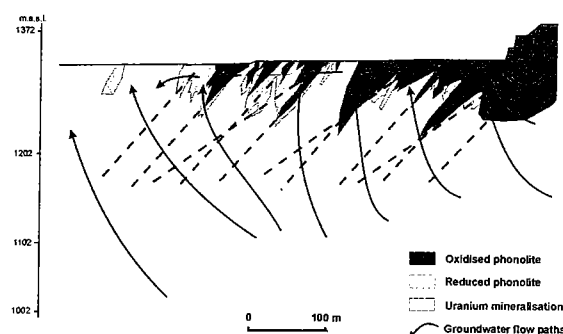 m.a.s.l.
1372
1202
1102
1002
0 100 m
Oxidised phonolite
Reduced phonolite
Uranium mineralisation
Groundwater flow paths